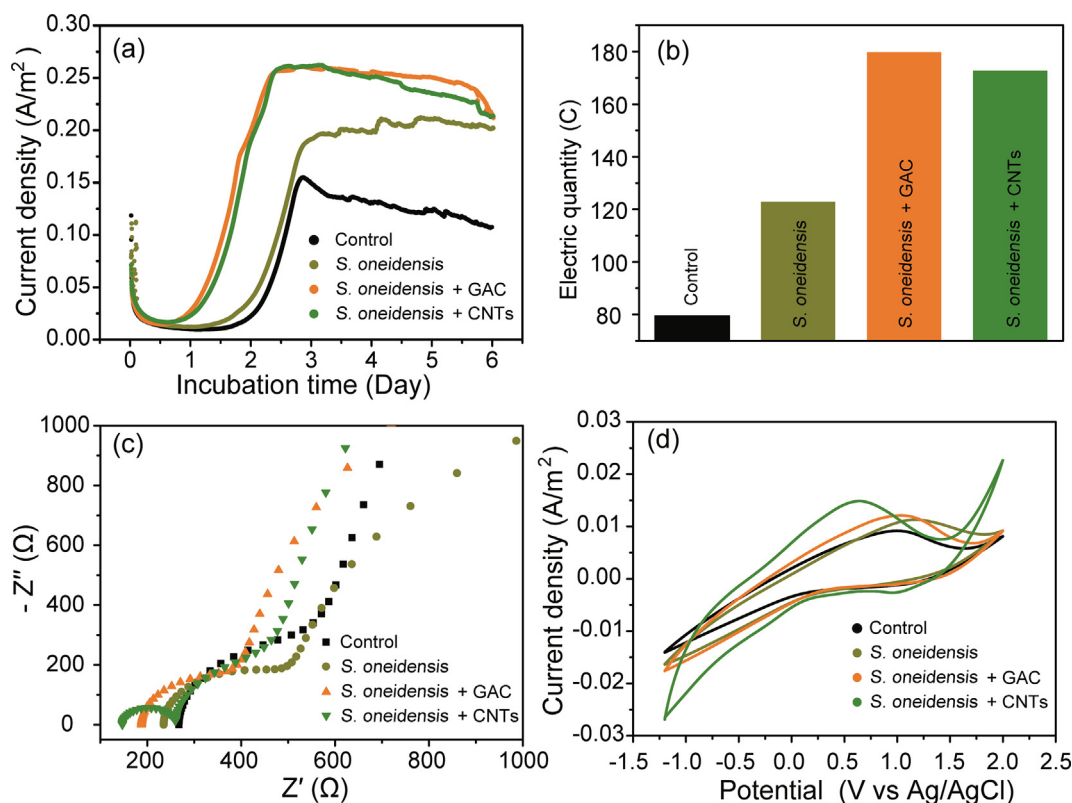 (a)
Current density (A/m²)
0.30
0.25
0.20
0.15
0.10
0.05
0.00
0 1 2 3 4 5 6
Incubation time (Day)
Control
S. oneidensis
S. oneidensis + GAC
S. oneidensis + CNTs
(b)
Electric quantity (C)
180
160
140
120
100
80
Control
S. oneidensis
S. oneidensis + GAC
S. oneidensis + CNTs
(c)
- Z″ (Ω)
1000
800
600
400
200
0
200 400 600 800 1000
Z′ (Ω)
Control
S. oneidensis
S. oneidensis + GAC
S. oneidensis + CNTs
(d)
Current density (A/m²)
0.03
0.02
0.01
0.00
-0.01
-0.02
-0.03
-1.5 -1.0 -0.5 0.0 0.5 1.0 1.5 2.0
Potential (V vs Ag/AgCl)
Control
S. oneidensis
S. oneidensis + GAC
S. oneidensis + CNTs